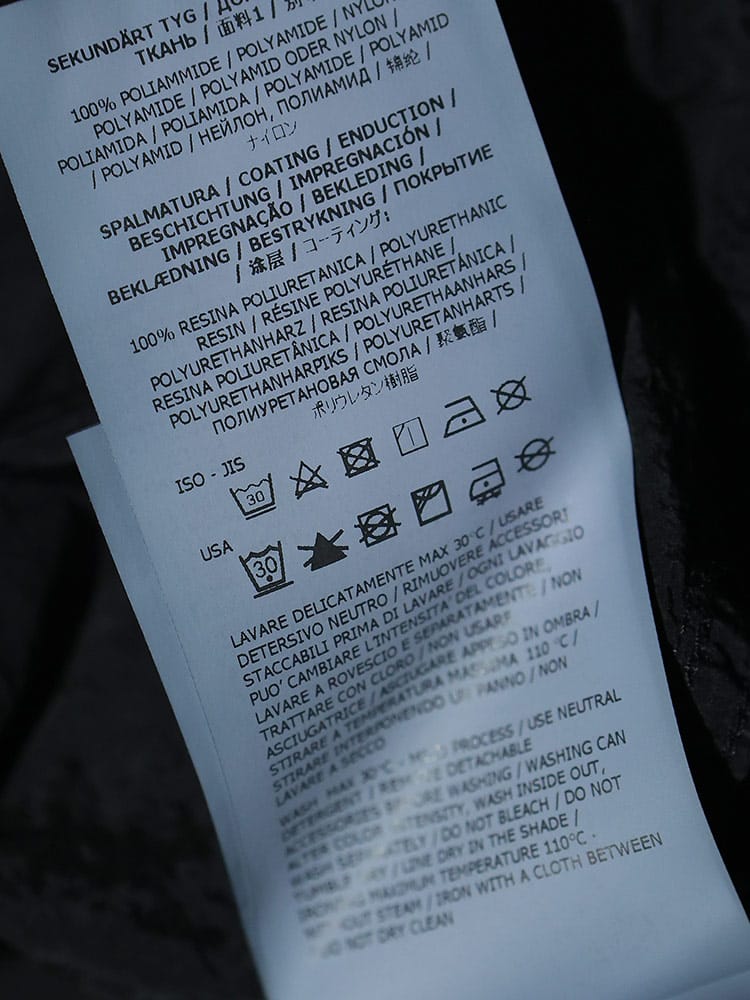 SEKUNDÄRT TYG /
ТКАНЬ / 面料1 /
100% POLIAMMIDE / POLYAMIDE / NYLON
POLYAMIDE / POLYAMID ODER NYLON /
POLIAMIDA / POLIAMIDA / POLYAMIDE / POLYAMID
/ POLYAMID / НЕЙЛОН, ПОЛИАМИД / 锦纶 /
ナイロン
SPALMATURA / COATING / ENDUCTION /
BESCHICHTUNG / IMPREGNACIÓN /
IMPREGNAÇÃO / BEKLEDING /
BEKLÆDNING / BESTRYKNING / ПОКРЫТИЕ
/ 涂层 / コーティング:
100% RESINA POLIURETANICA / POLYURETHANIC
RESIN / RÉSINE POLYURÉTHANE /
POLYURETHANHARZ / RESINA POLIURETÂNICA /
RESINA POLIURETÂNICA / POLYURETHAANHARS /
POLYURETHANHARPIKS / POLYURETANHARTS /
ПОЛИУРЕТАНОВАЯ СМОЛА / 聚氨酯 /
ポリウレタン樹脂
ISO - JIS
30
USA
30
LAVARE DELICATAMENTE MAX 30°C / USARE
DETERSIVO NEUTRO / RIMUOVERE ACCESSORI
STACCABILI PRIMA DI LAVARE / OGNI LAVAGGIO
PUO' CAMBIARE L'INTENSITA' DEL COLORE,
LAVARE A ROVESCIO E SEPARATAMENTE / NON
TRATTARE CON CLORO / NON USARE
ASCIUGATRICE / ASCIUGARE APPESO IN OMBRA /
STIRARE A TEMPERATURA MASSIMA 110 °C /
STIRARE INTERPONENDO UN PANNO / NON
LAVARE A SECCO
WASH MAX 30°C - MILD PROCESS / USE NEUTRAL
DETERGENT / REMOVE DETACHABLE
ACCESSORIES BEFORE WASHING / WASHING CAN
ALTER COLOR INTENSITY, WASH INSIDE OUT,
WASH SEPARATELY / DO NOT BLEACH / DO NOT
TUMBLE DRY / LINE DRY IN THE SHADE /
IRONING MAXIMUM TEMPERATURE 110°C -
WITHOUT STEAM / IRON WITH A CLOTH BETWEEN
DO NOT DRY CLEAN